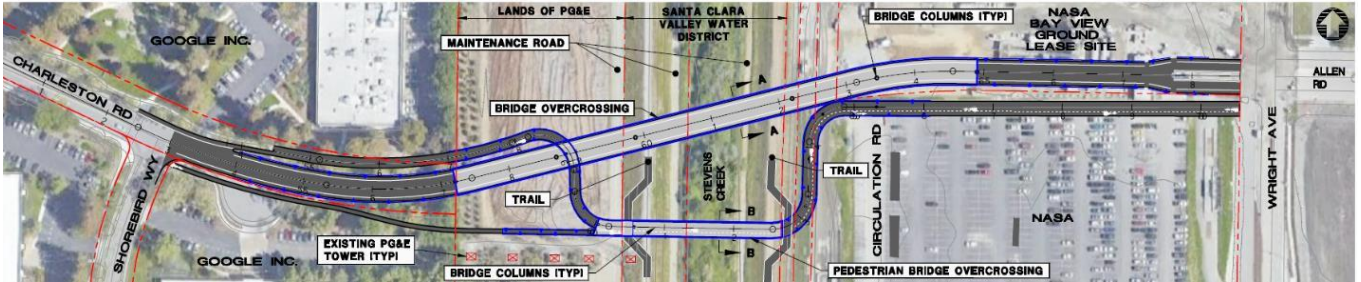 LANDS OF PG&E
SANTA CLARA
VALLEY WATER
DISTRICT
BRIDGE COLUMNS (TYP)
NASA
BAY VIEW
GROUND
LEASE SITE
GOOGLE INC.
MAINTENANCE ROAD
CHARLESTON RD
A
ALLEN
RD
BRIDGE OVERCROSSING
A
SHOREBIRD WY
TRAIL
STEVENS
CREEK
TRAIL
CIRCULATION RD
WRIGHT AVE
B
NASA
EXISTING PG&E
TOWER (TYP)
GOOGLE INC.
B
BRIDGE COLUMNS (TYP)
PEDESTRIAN BRIDGE OVERCROSSING